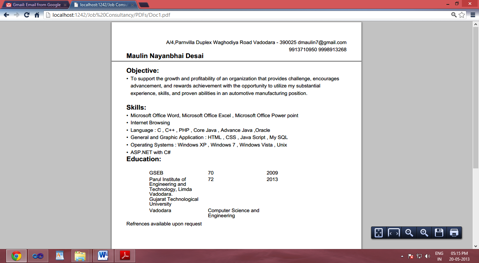 Gmail: Email from Google
localhost:1242/Job Cons
localhost:1242/Job%20Consultancy/PDFs/Doc1.pdf
A/4,Parnvilla Duplex Waghodiya Road Vadodara - 390025 dmaulin7@gmail.com
9913710950 9998913268
Maulin Nayanbhai Desai
Objective:
• To support the growth and profitability of an organization that provides challenge, encourages
advancement, and rewards achievement with the opportunity to utilize my substantial
experience, skills, and proven abilities in an automotive manufacturing position.
Skills:
• Microsoft Office Word, Microsoft Office Excel , Microsoft Office Power point
• Internet Browsing
• Language : C , C++ , PHP , Core Java , Advance Java ,Oracle
• General and Graphic Application : HTML , CSS , Java Script , My SQL
• Operating Systems : Windows XP , Windows 7 , Windows Vista , Unix
• ASP.NET with C#
Education:
GSEB 70 2009
Parul Institute of 72 2013
Engineering and
Technology, Limda
Vadodara.
Gujarat Technological
University
Vadodara Computer Science and
Engineering
Refrences available upon request
ENG 05:15 PM
IN 20-05-2013